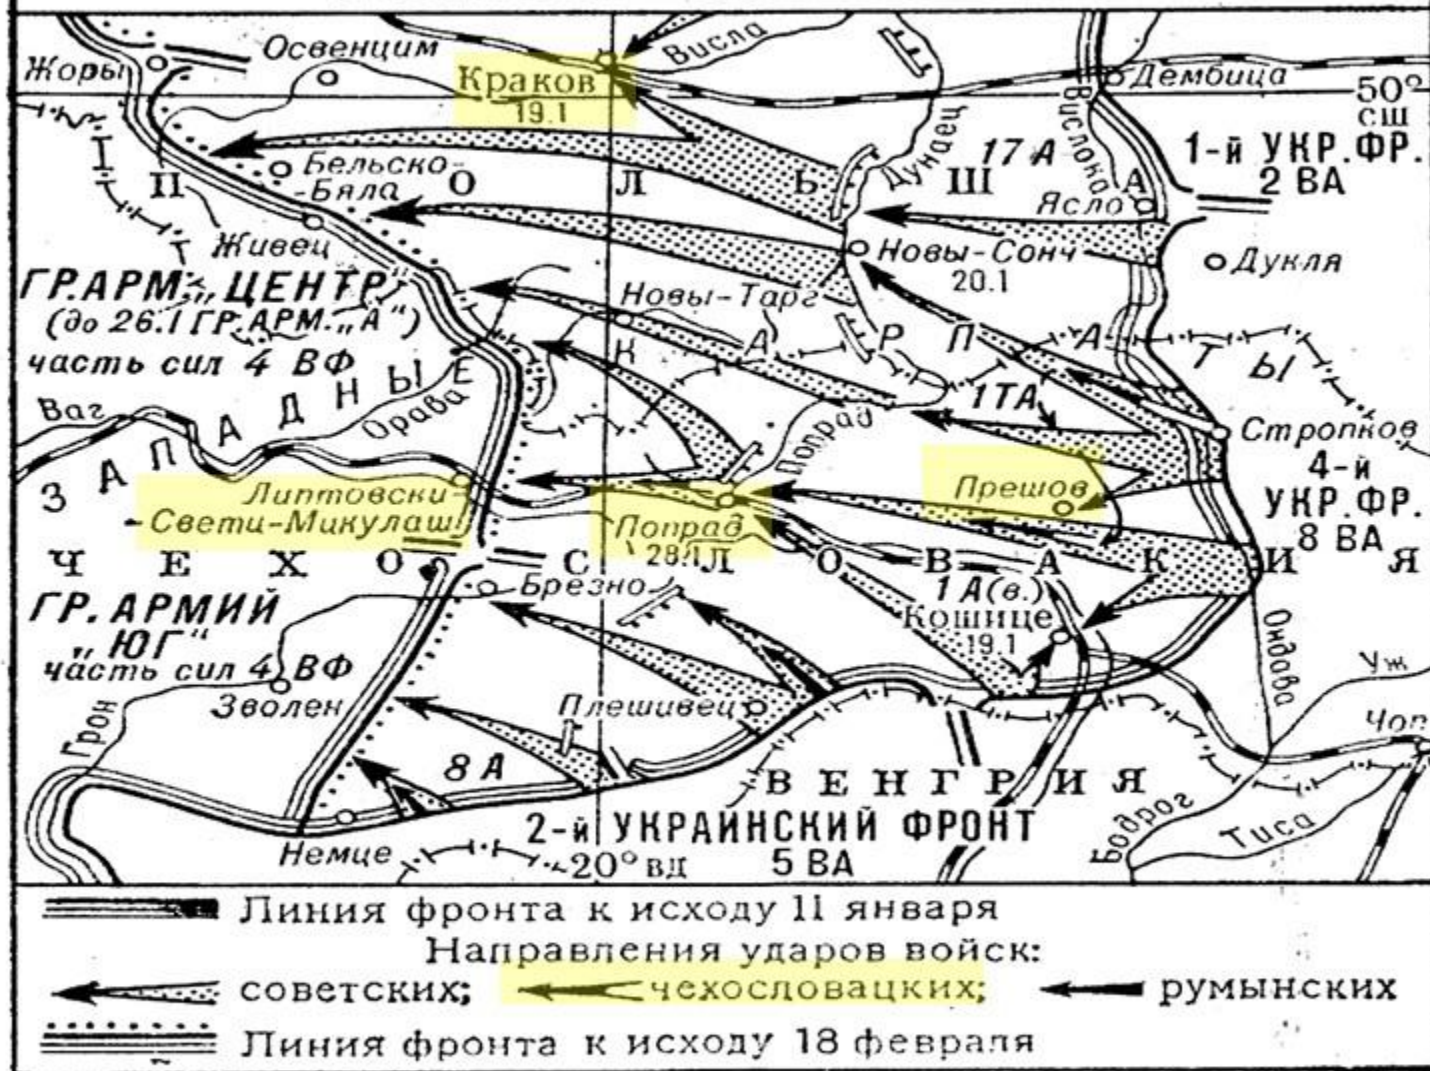 Жоры
Освенцим
Краков
19.1
Висла
Дембица
50°
сш
Вислока
Дунаец
17 А
1-й УКР.ФР.
2 ВА
Бельско-
-Бяла
П О Л Ь Ш А
Ясло
Живец
Новы-Сонч
20.1
Дукля
ГР.АРМ. „ЦЕНТР“
(до 26.I ГР.АРМ. „А“)
часть сил 4 ВФ
Новы-Тарг
З А П А Д Н Ы Е К А Р П А Т Ы
Ваг
Орава
Попрад
1ТА
Стропков
4-й
УКР.ФР.
8 ВА
Липтовски-
-Свети-Микулаш
Попрад
28.1
Прешов
Ч Е Х О С Л О В А К И Я
Брезно
1 А(в.)
Кошице
19.1
ГР. АРМИЙ
„ЮГ“
часть сил 4 ВФ
Зволен
Плешивец
Ондава
Уж
Чоп
Грон
8 А
В Е Н Г Р И Я
Немце
2-й УКРАИНСКИЙ ФРОНТ
20° вд 5 ВА
Бодрог
Тиса
Линия фронта к исходу 11 января
Направления ударов войск:
советских; чехословацких; румынских
Линия фронта к исходу 18 февраля